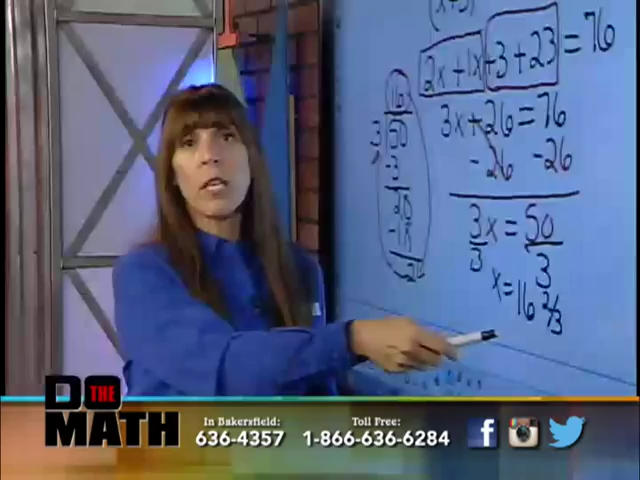 (x+3)
2x+1x+3+23=76
3x+26=76
-26 -26
3x=50
3 3
x=16 2/3
16
3 50
-3
20
-18
2
DO THE MATH
In Bakersfield: Toll Free:
636-4357 1-866-636-6284
f